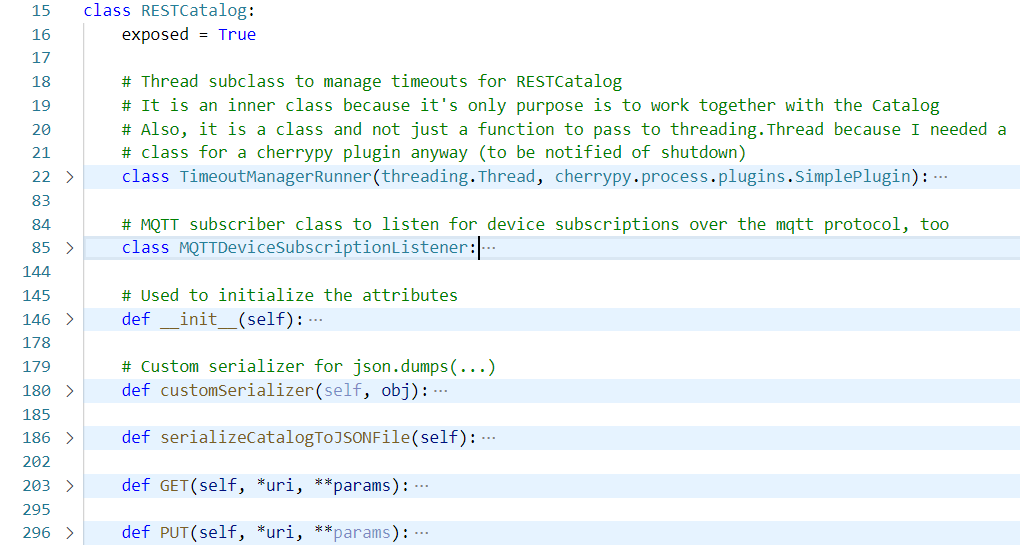 15 class RESTCatalog:
16 exposed = True
17
18 # Thread subclass to manage timeouts for RESTCatalog
19 # It is an inner class because it's only purpose is to work together with the Catalog
20 # Also, it is a class and not just a function to pass to threading.Thread because I needed a
21 # class for a cherrypy plugin anyway (to be notified of shutdown)
22 > class TimeoutManagerRunner(threading.Thread, cherrypy.process.plugins.SimplePlugin):···
83
84 # MQTT subscriber class to listen for device subscriptions over the mqtt protocol, too
85 > class MQTTDeviceSubscriptionListener:···
144
145 # Used to initialize the attributes
146 > def __init__(self):···
178
179 # Custom serializer for json.dumps(...)
180 > def customSerializer(self, obj):···
185
186 > def serializeCatalogToJSONFile(self):···
202
203 > def GET(self, *uri, **params):···
295
296 > def PUT(self, *uri, **params):···